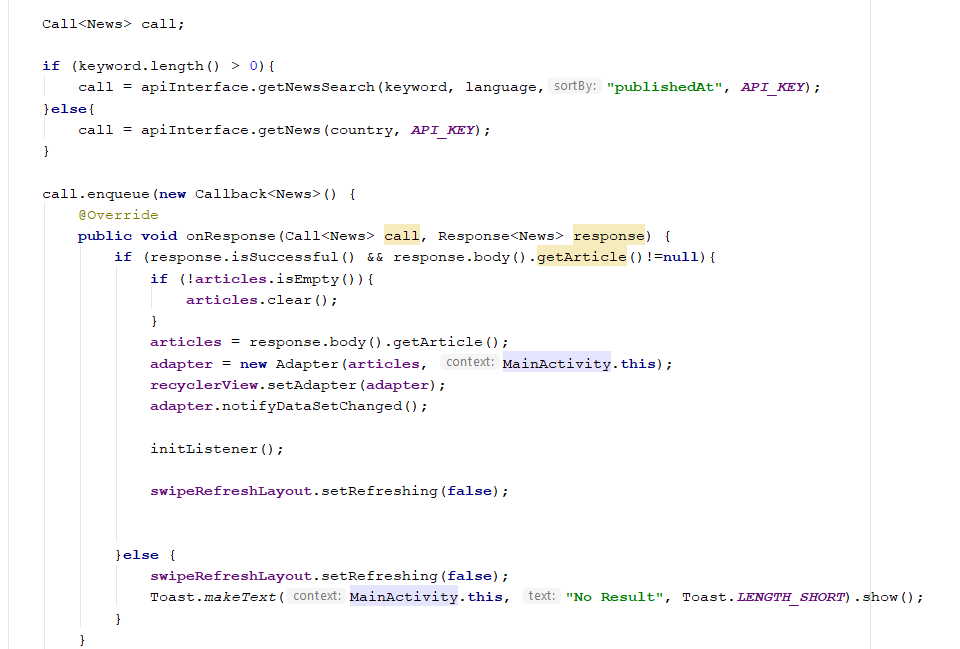 Call<News> call;
if (keyword.length() > 0){
call = apiInterface.getNewsSearch(keyword, language, sortBy: "publishedAt", API_KEY);
}else{
call = apiInterface.getNews(country, API_KEY);
}
call.enqueue(new Callback<News>() {
@Override
public void onResponse(Call<News> call, Response<News> response) {
if (response.isSuccessful() && response.body().getArticle()!=null){
if (!articles.isEmpty()){
articles.clear();
}
articles = response.body().getArticle();
adapter = new Adapter(articles, context: MainActivity.this);
recyclerView.setAdapter(adapter);
adapter.notifyDataSetChanged();
initListener();
swipeRefreshLayout.setRefreshing(false);
}else {
swipeRefreshLayout.setRefreshing(false);
Toast.makeText( context: MainActivity.this, text: "No Result", Toast.LENGTH_SHORT).show();
}
}